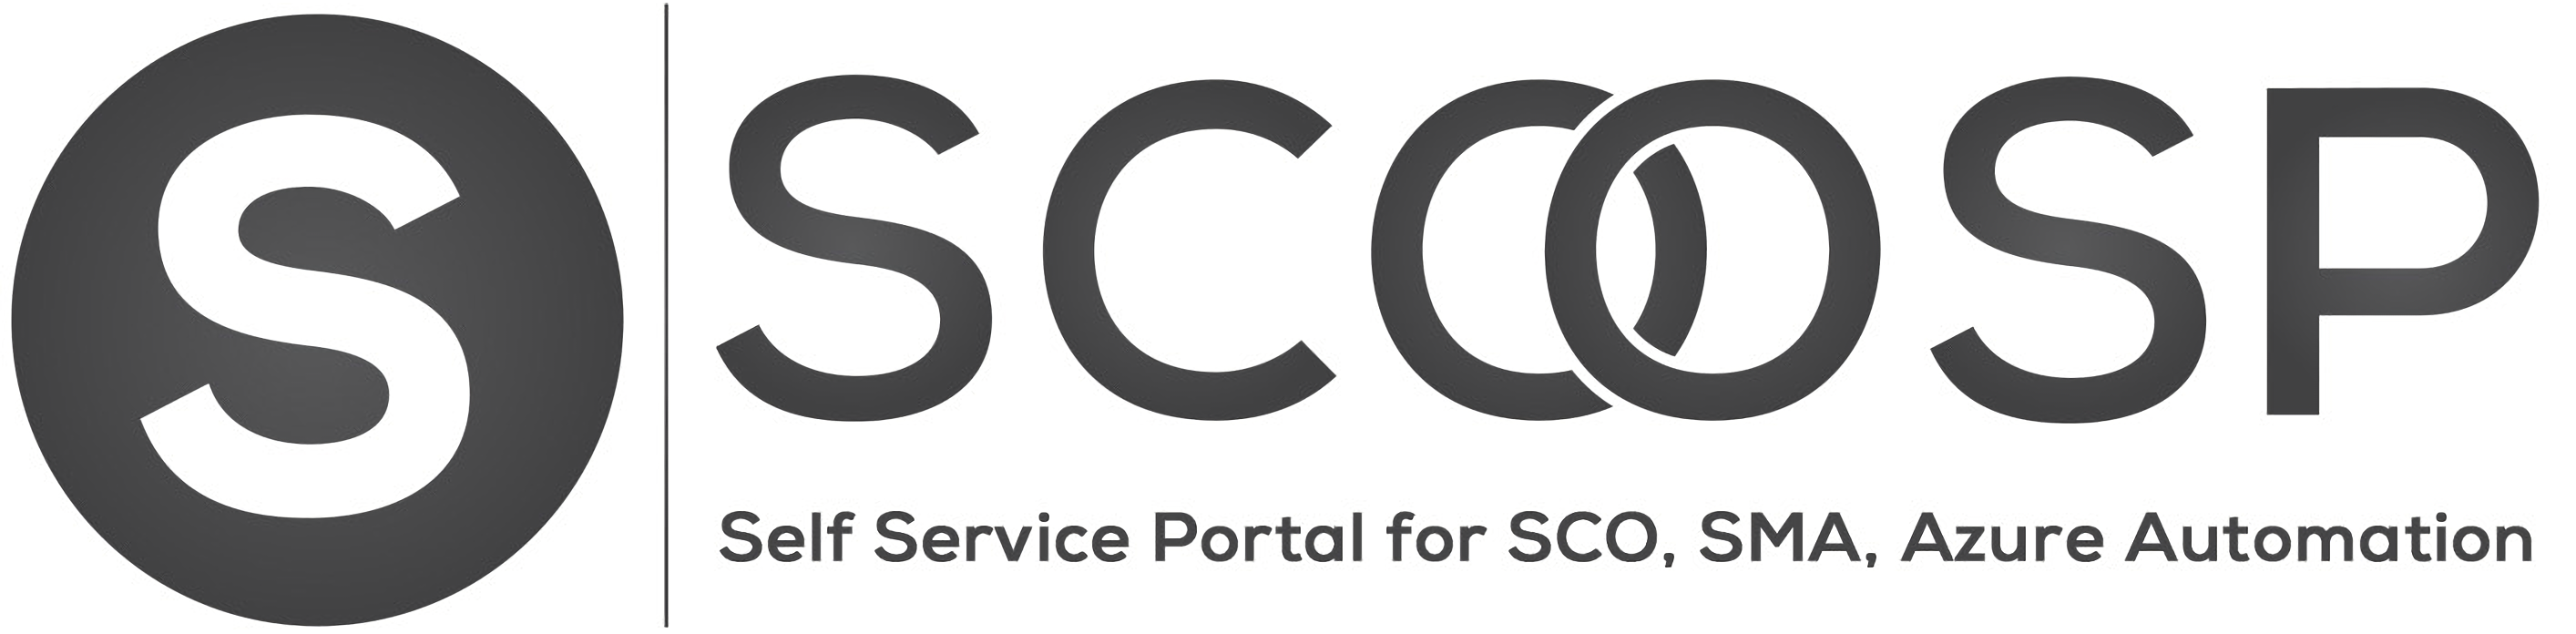 S
SCOOSP
Self Service Portal for SCO, SMA, Azure Automation